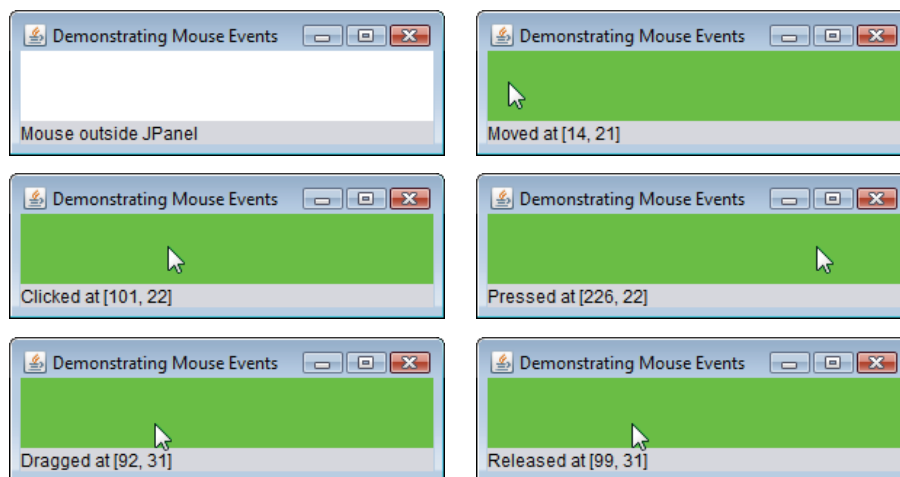 Demonstrating Mouse Events
Mouse outside JPanel
Demonstrating Mouse Events
Moved at [14, 21]
Demonstrating Mouse Events
Clicked at [101, 22]
Demonstrating Mouse Events
Pressed at [226, 22]
Demonstrating Mouse Events
Dragged at [92, 31]
Demonstrating Mouse Events
Released at [99, 31]